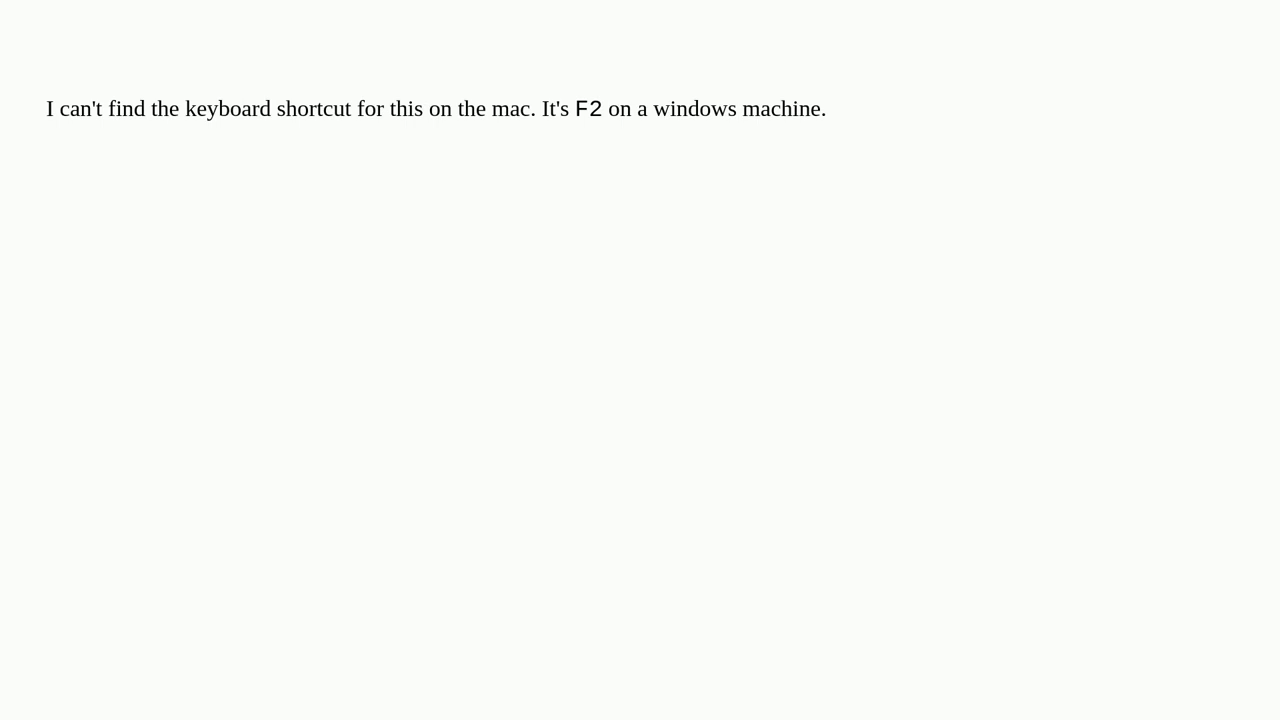 I can't find the keyboard shortcut for this on the mac. It's F2 on a windows machine.